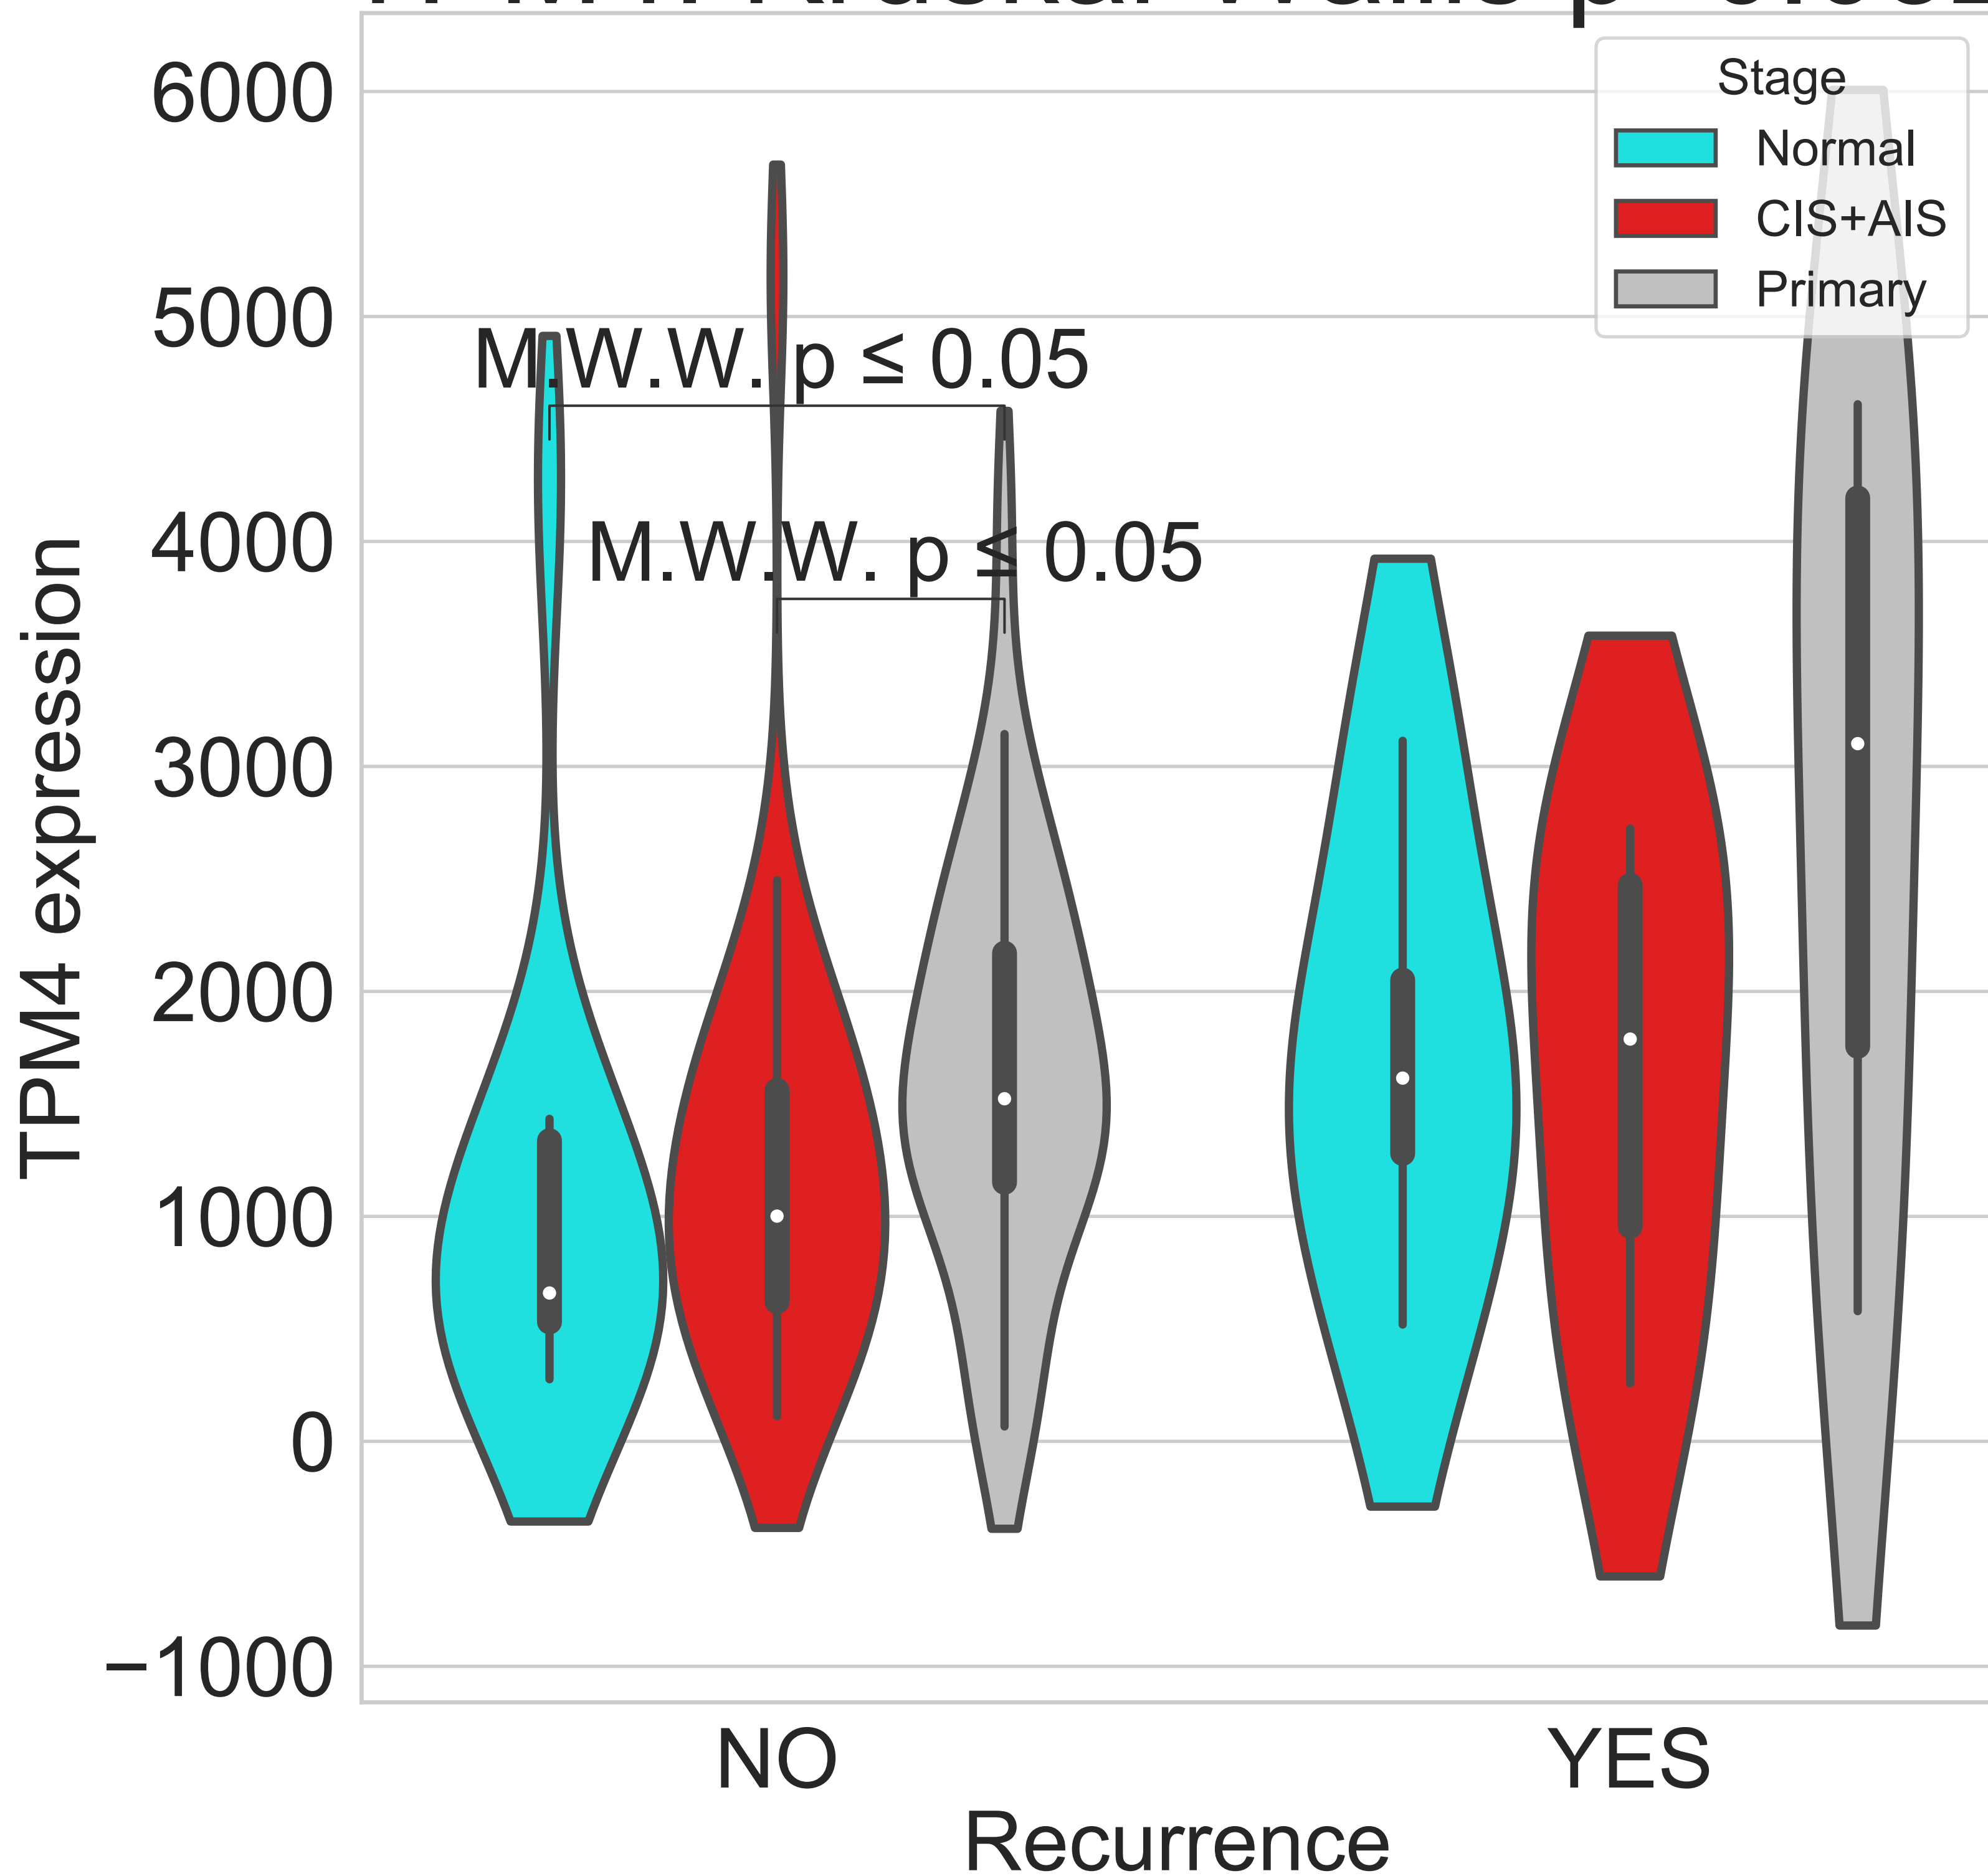 6000
5000
4000
3000
2000
1000
0
−1000
TPM4 expression
M.W.W. p ≤ 0.05
M.W.W. p ≤ 0.05
Stage
Normal
CIS+AIS
Primary
NO
YES
Recurrence